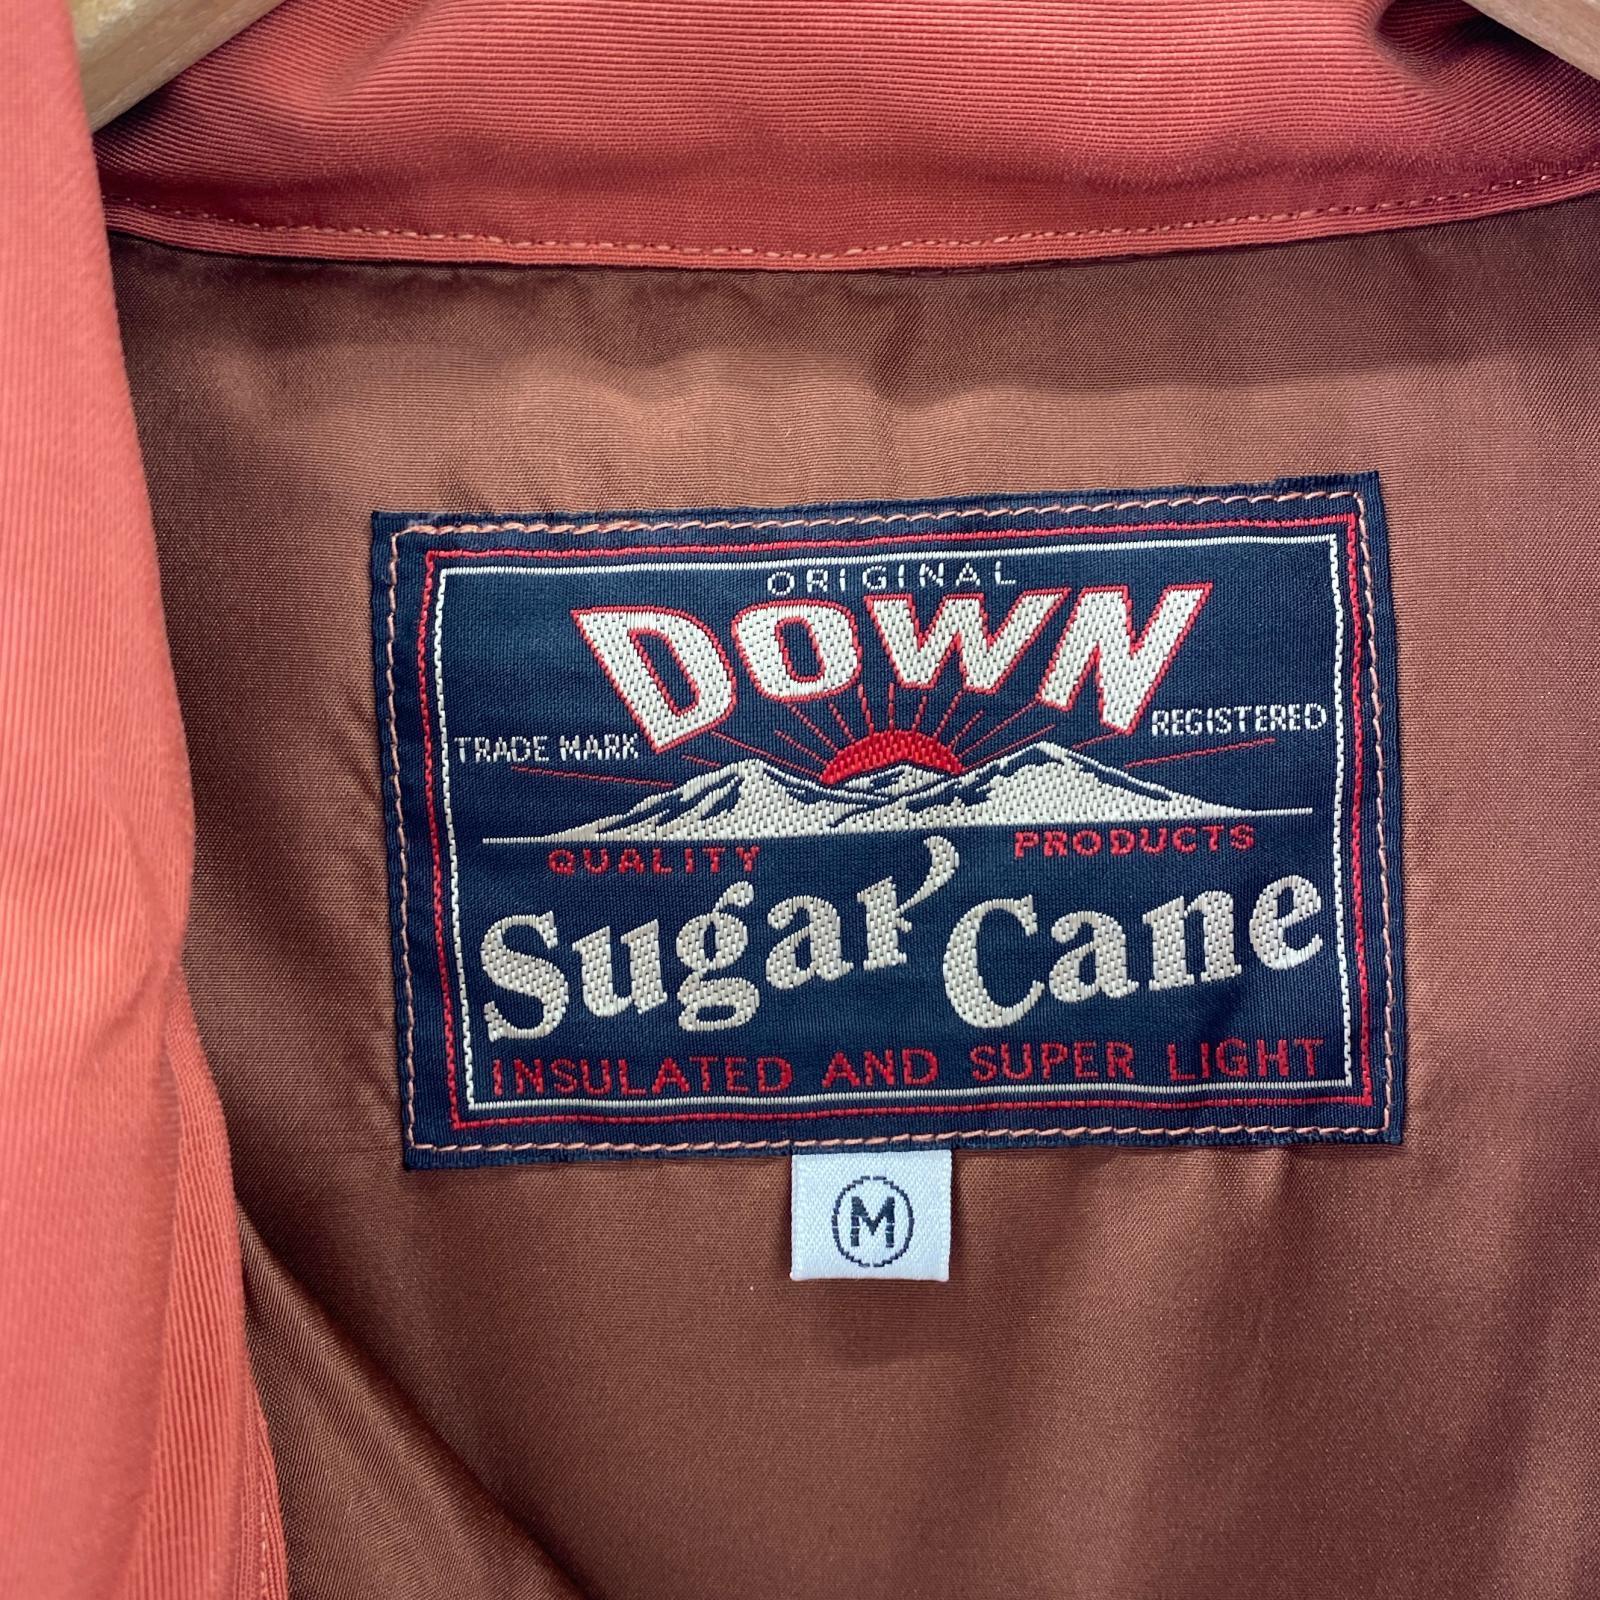 ORIGINAL
DOWN
TRADE MARK REGISTERED
QUALITY PRODUCTS
Sugar Cane
INSULATED AND SUPER LIGHT
M